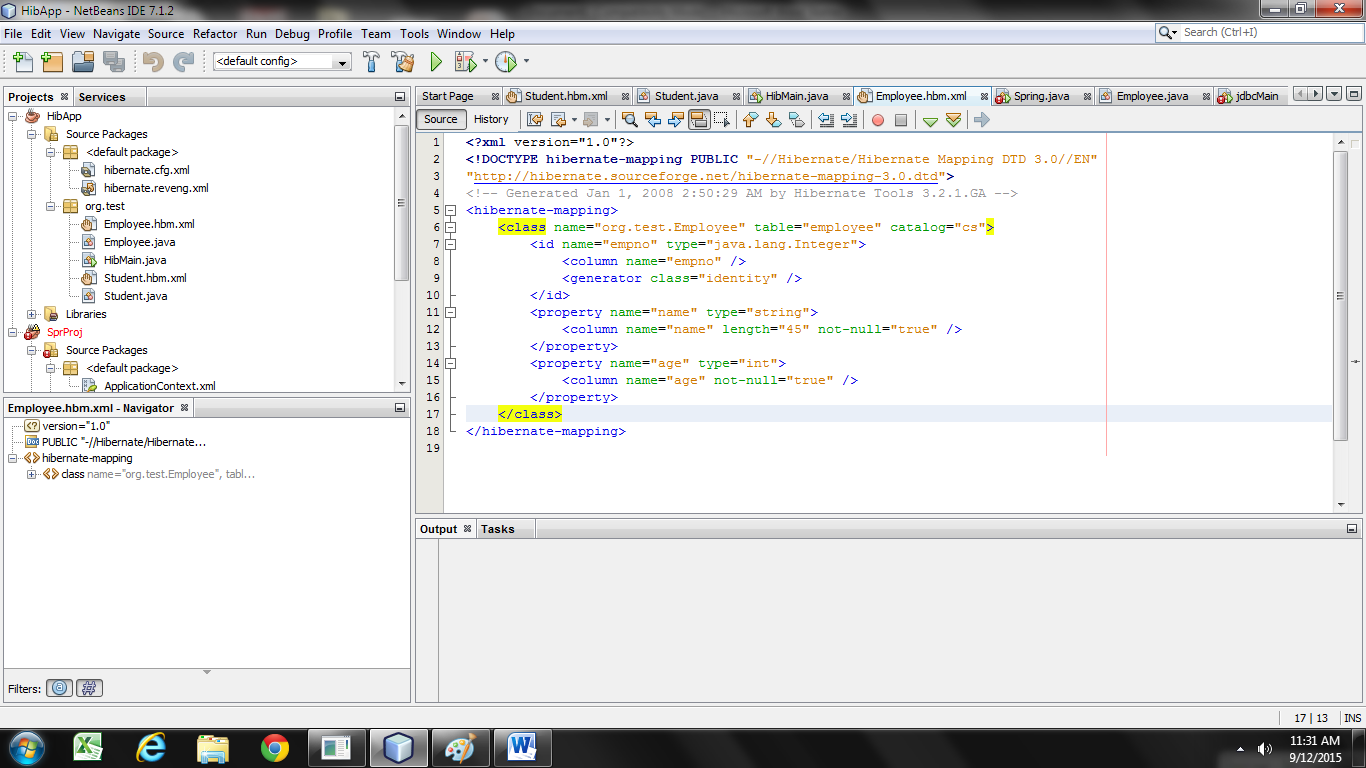 HibApp - NetBeans IDE 7.1.2
File Edit View Navigate Source Refactor Run Debug Profile Team Tools Window Help
Search (Ctrl+I)
<default config>
Projects Services
HibApp
Source Packages
<default package>
hibernate.cfg.xml
hibernate.reveng.xml
org.test
Employee.hbm.xml
Employee.java
HibMain.java
Student.hbm.xml
Student.java
Libraries
SprProj
Source Packages
<default package>
ApplicationContext.xml
Employee.hbm.xml - Navigator
version="1.0"
PUBLIC "-//Hibernate/Hibernate...
hibernate-mapping
class name="org.test.Employee", tabl...
Filters:
Start Page Student.hbm.xml Student.java HibMain.java Employee.hbm.xml Spring.java Employee.java jdbcMain
Source History
1 <?xml version="1.0"?>
2 <!DOCTYPE hibernate-mapping PUBLIC "-//Hibernate/Hibernate Mapping DTD 3.0//EN"
3 "http://hibernate.sourceforge.net/hibernate-mapping-3.0.dtd">
4 <!-- Generated Jan 1, 2008 2:50:29 AM by Hibernate Tools 3.2.1.GA -->
5 <hibernate-mapping>
6 <class name="org.test.Employee" table="employee" catalog="cs">
7 <id name="empno" type="java.lang.Integer">
8 <column name="empno" />
9 <generator class="identity" />
10 </id>
11 <property name="name" type="string">
12 <column name="name" length="45" not-null="true" />
13 </property>
14 <property name="age" type="int">
15 <column name="age" not-null="true" />
16 </property>
17 </class>
18 </hibernate-mapping>
19
Output Tasks
17 | 13 INS
11:31 AM
9/12/2015